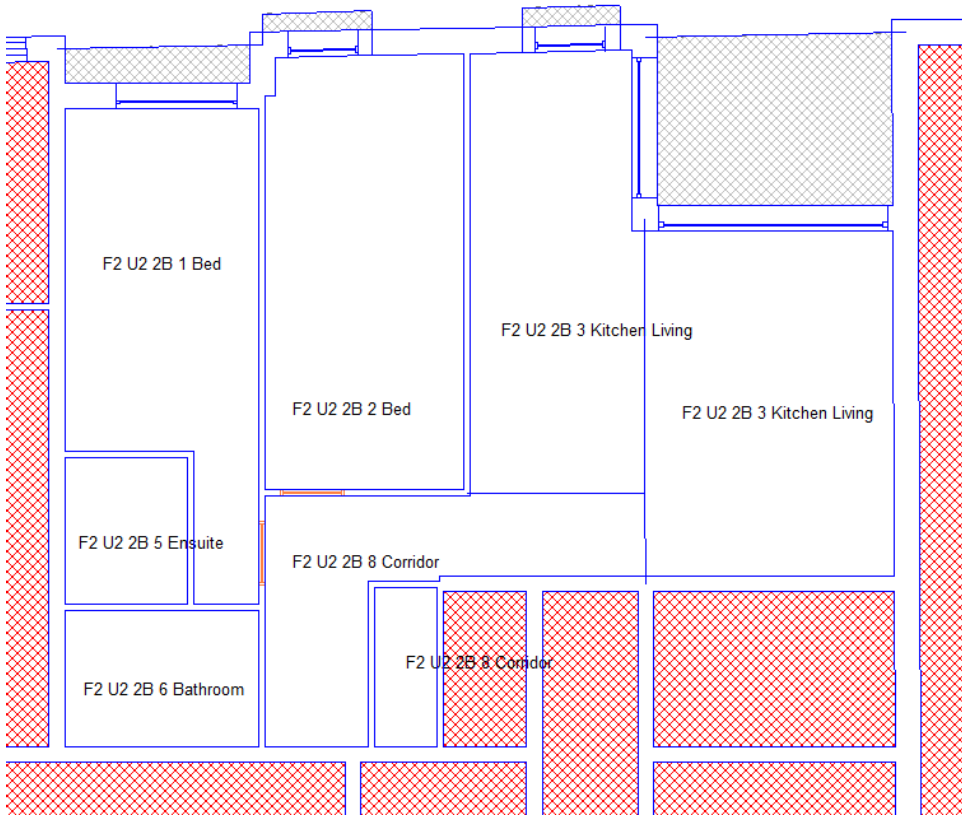 F2 U2 2B 1 Bed
F2 U2 2B 3 Kitchen Living
F2 U2 2B 2 Bed
F2 U2 2B 3 Kitchen Living
F2 U2 2B 5 Ensuite
F2 U2 2B 8 Corridor
F2 U2 2B 8 Corridor
F2 U2 2B 6 Bathroom